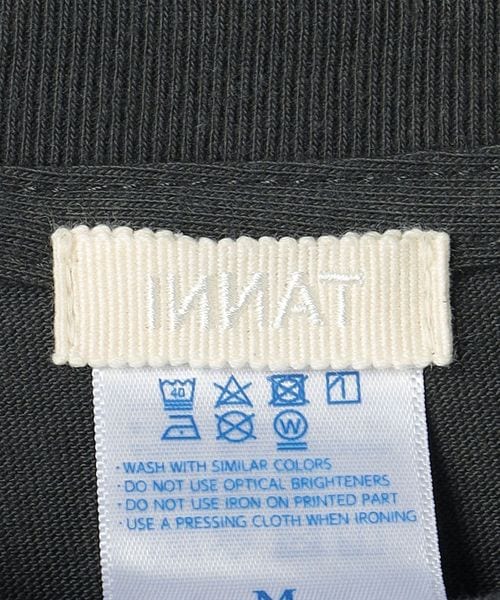 INNAT
40
W
· WASH WITH SIMILAR COLORS
· DO NOT USE OPTICAL BRIGHTENERS
· DO NOT USE IRON ON PRINTED PART
· USE A PRESSING CLOTH WHEN IRONING
M